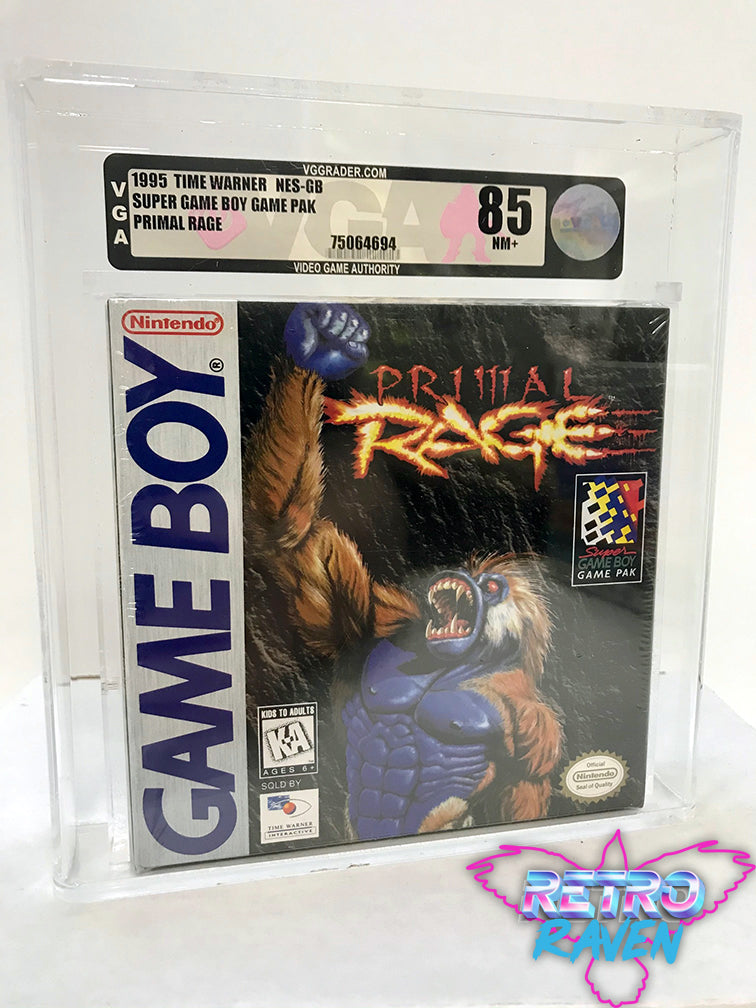 VGGRADER.COM
VGA
1995 TIME WARNER NES-GB
SUPER GAME BOY GAME PAK
PRIMAL RAGE
75064694
85
NM+
VIDEO GAME AUTHORITY
Nintendo®
GAME BOY®
PRIMAL
RAGE™
Super
GAME BOY
GAME PAK
KIDS TO ADULTS
K-A
AGES 6+
SOLD BY
TIME WARNER
INTERACTIVE
Official
Nintendo
Seal of Quality
RETRO
RAVEN